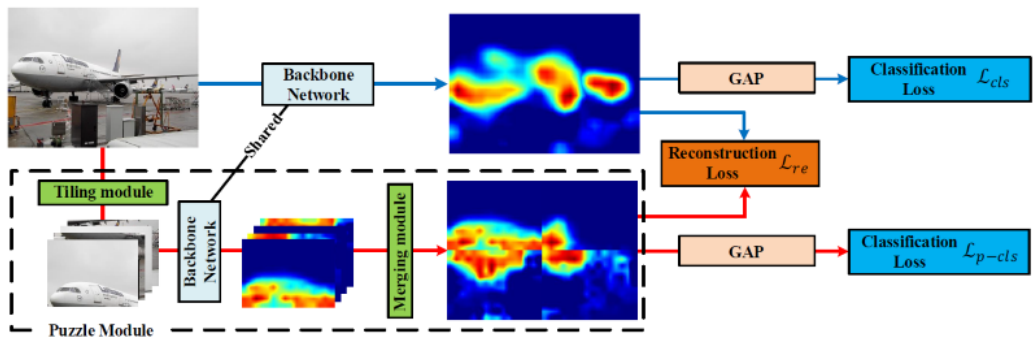 Backbone
Network
GAP
Classification
Loss ℒcls
Shared
Reconstruction
Loss ℒre
Tiling module
Backbone
Network
Merging module
GAP
Classification
Loss ℒp−cls
Puzzle Module